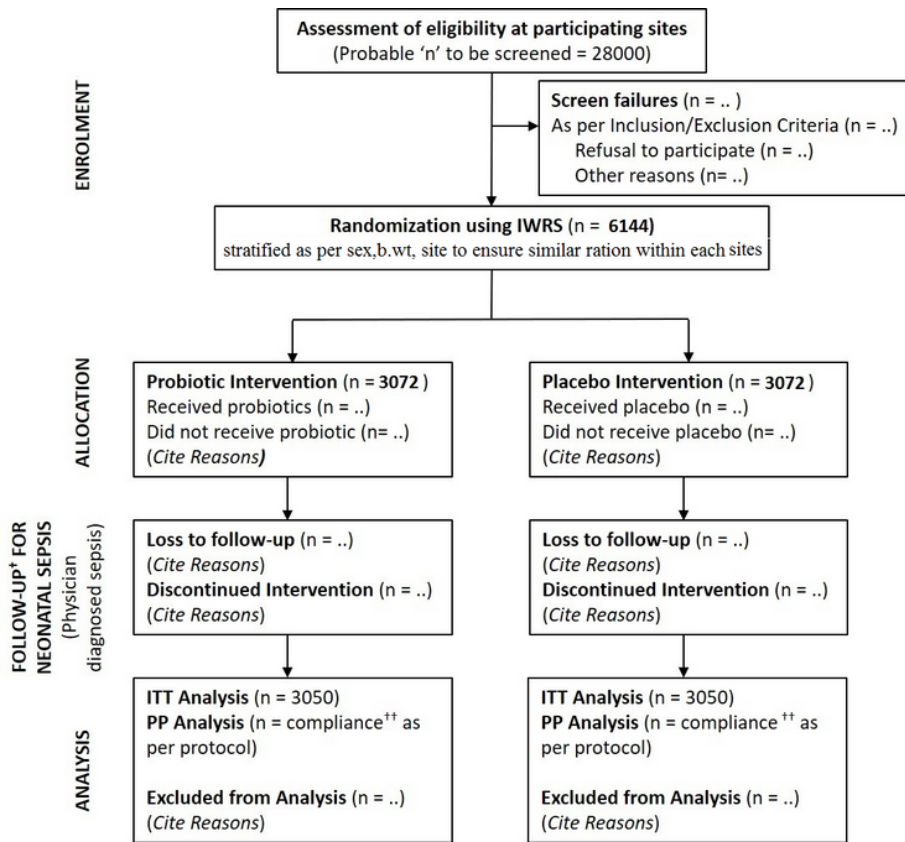 Assessment of eligibility at participating sites
(Probable ‘n’ to be screened = 28000)
ENROLMENT
Screen failures (n = .. )
As per Inclusion/Exclusion Criteria (n = ..)
Refusal to participate (n = ..)
Other reasons (n= ..)
Randomization using IWRS (n = 6144)
stratified as per sex,b.wt, site to ensure similar ration within each sites
ALLOCATION
Probiotic Intervention (n = 3072 )
Received probiotics (n = ..)
Did not receive probiotic (n= ..)
(Cite Reasons)
Placebo Intervention (n = 3072)
Received placebo (n = ..)
Did not receive placebo (n= ..)
(Cite Reasons)
FOLLOW-UP† FOR
NEONATAL SEPSIS
(Physician
diagnosed sepsis)
Loss to follow-up (n = ..)
(Cite Reasons)
Discontinued Intervention (n = ..)
(Cite Reasons)
Loss to follow-up (n = ..)
(Cite Reasons)
Discontinued Intervention (n = ..)
(Cite Reasons)
ANALYSIS
ITT Analysis (n = 3050)
PP Analysis (n = compliance†† as
per protocol)
Excluded from Analysis (n = ..)
(Cite Reasons)
ITT Analysis (n = 3050)
PP Analysis (n = compliance†† as
per protocol)
Excluded from Analysis (n = ..)
(Cite Reasons)